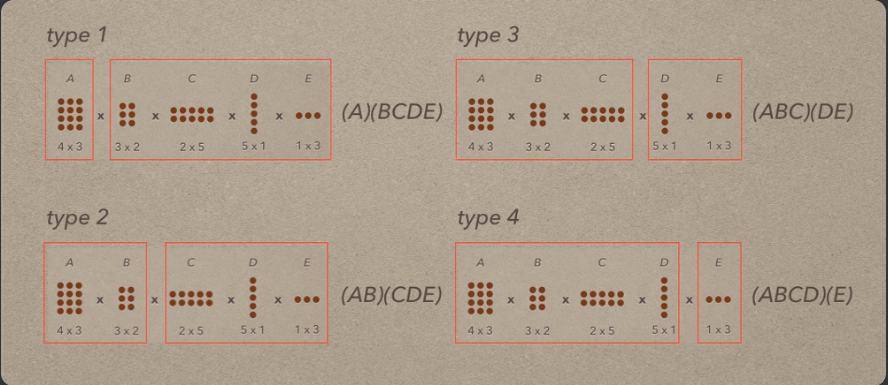 type 1
A B C D E
x x x x
4 x 3 3 x 2 2 x 5 5 x 1 1 x 3
(A)(BCDE)
type 3
A B C D E
x x x x
4 x 3 3 x 2 2 x 5 5 x 1 1 x 3
(ABC)(DE)
type 2
A B C D E
x x x x
4 x 3 3 x 2 2 x 5 5 x 1 1 x 3
(AB)(CDE)
type 4
A B C D E
x x x x
4 x 3 3 x 2 2 x 5 5 x 1 1 x 3
(ABCD)(E)